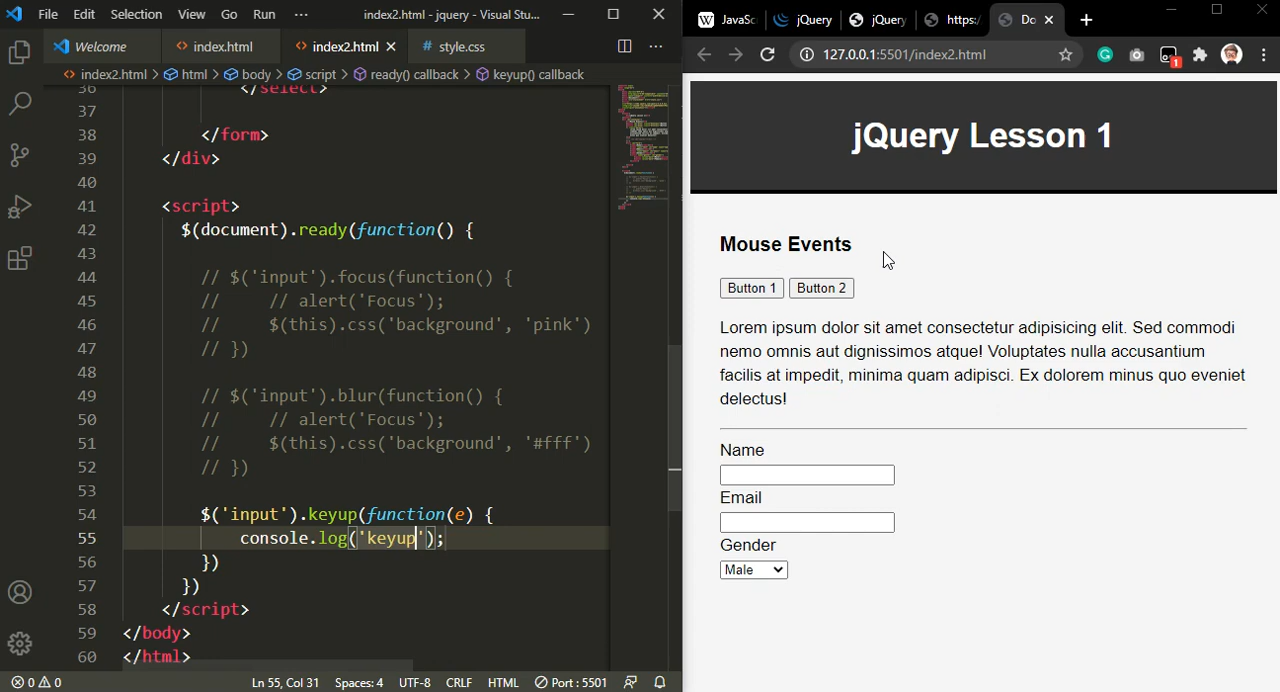 File Edit Selection View Go Run ··· index2.html - jquery - Visual Stu...
Welcome index.html index2.html style.css
index2.html > html > body > script > ready() callback > keyup() callback
36 </select>
37
38 </form>
39 </div>
40
41 <script>
42 $(document).ready(function() {
43
44 // $('input').focus(function() {
45 // // alert('Focus');
46 // $(this).css('background', 'pink')
47 // })
48
49 // $('input').blur(function() {
50 // // alert('Focus');
51 // $(this).css('background', '#fff')
52 // })
53
54 $('input').keyup(function(e) {
55 console.log('keyup');
56 })
57 })
58 </script>
59 </body>
60 </html>
0 0 Ln 55, Col 31 Spaces: 4 UTF-8 CRLF HTML Port : 5501
JavaSc jQuery jQuery https: Do
127.0.0.1:5501/index2.html
1
jQuery Lesson 1
Mouse Events
Button 1 Button 2
Lorem ipsum dolor sit amet consectetur adipisicing elit. Sed commodi
nemo omnis aut dignissimos atque! Voluptates nulla accusantium
facilis at impedit, minima quam adipisci. Ex dolorem minus quo eveniet
delectus!
Name
Email
Gender
Male